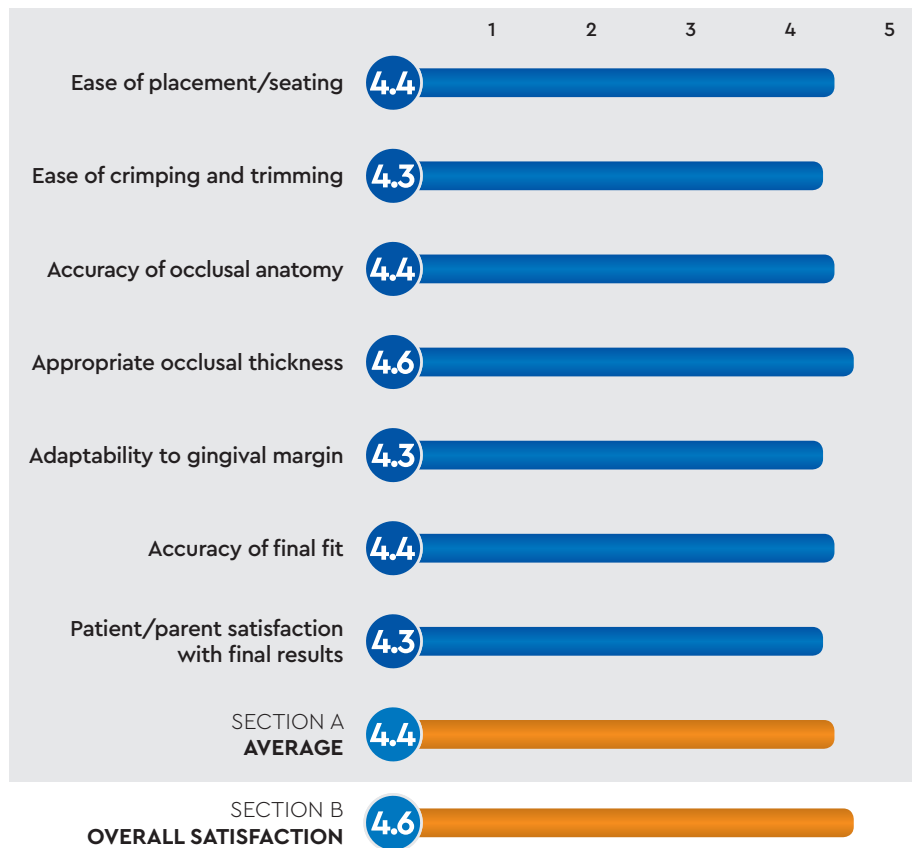 1 2 3 4 5
Ease of placement/seating 4.4
Ease of crimping and trimming 4.3
Accuracy of occlusal anatomy 4.4
Appropriate occlusal thickness 4.6
Adaptability to gingival margin 4.3
Accuracy of final fit 4.4
Patient/parent satisfaction
with final results 4.3
SECTION A
AVERAGE 4.4
SECTION B
OVERALL SATISFACTION 4.6